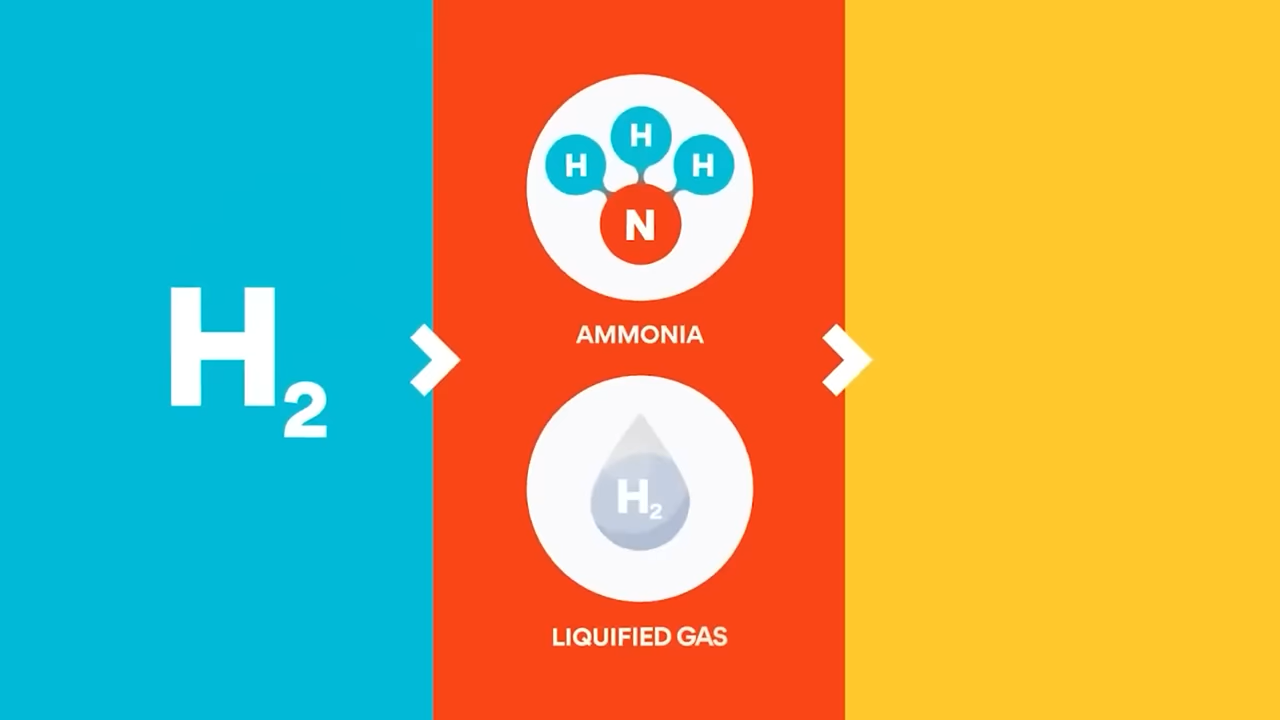 H₂
H
H
H
N
AMMONIA
H₂
LIQUIFIED GAS